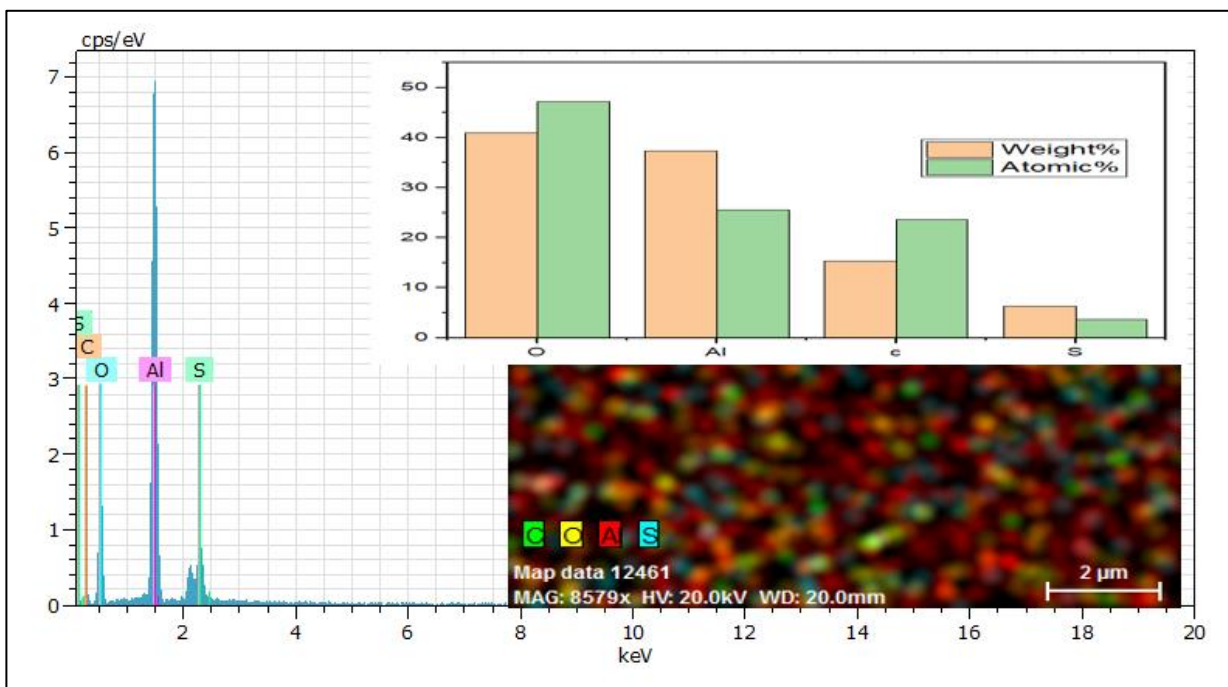 cps/eV
7
6
5
4
3
2
1
0
S
C
O Al S
50
40
30
20
10
0
Weight%
Atomic%
O Al c S
C O Al S
Map data 12461
MAG: 8579x HV: 20.0kV WD: 20.0mm
2 µm
2 4 6 8 10 12 14 16 18 20
keV